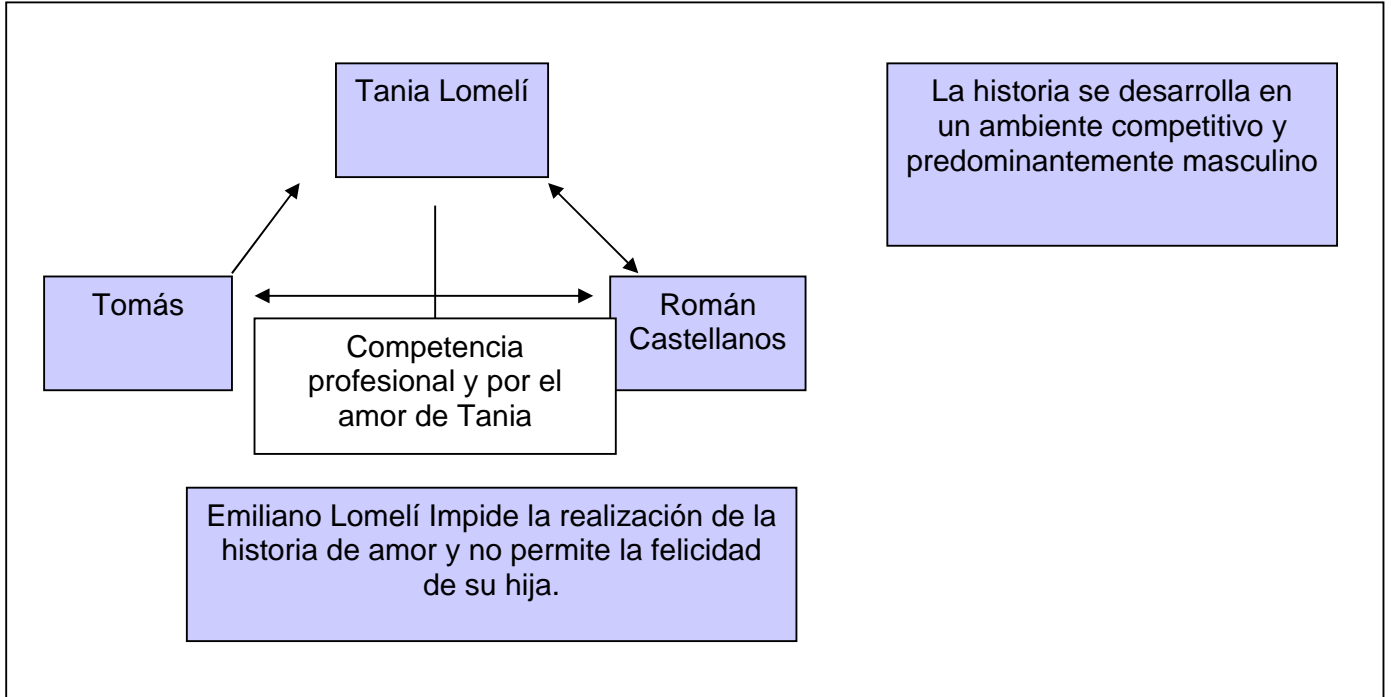 Tania Lomelí
La historia se desarrolla en
un ambiente competitivo y
predominantemente masculino
Tomás
Román
Castellanos
Competencia
profesional y por el
amor de Tania
Emiliano Lomelí Impide la realización de la
historia de amor y no permite la felicidad
de su hija.